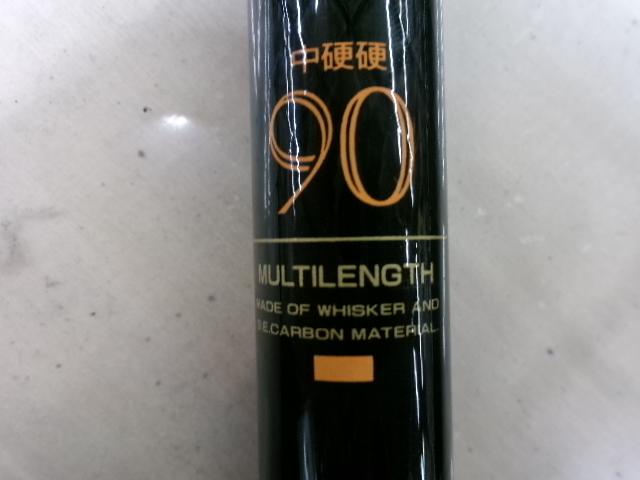 中硬硬
90
MULTILENGTH
MADE OF WHISKER AND
CARBON MATERIAL